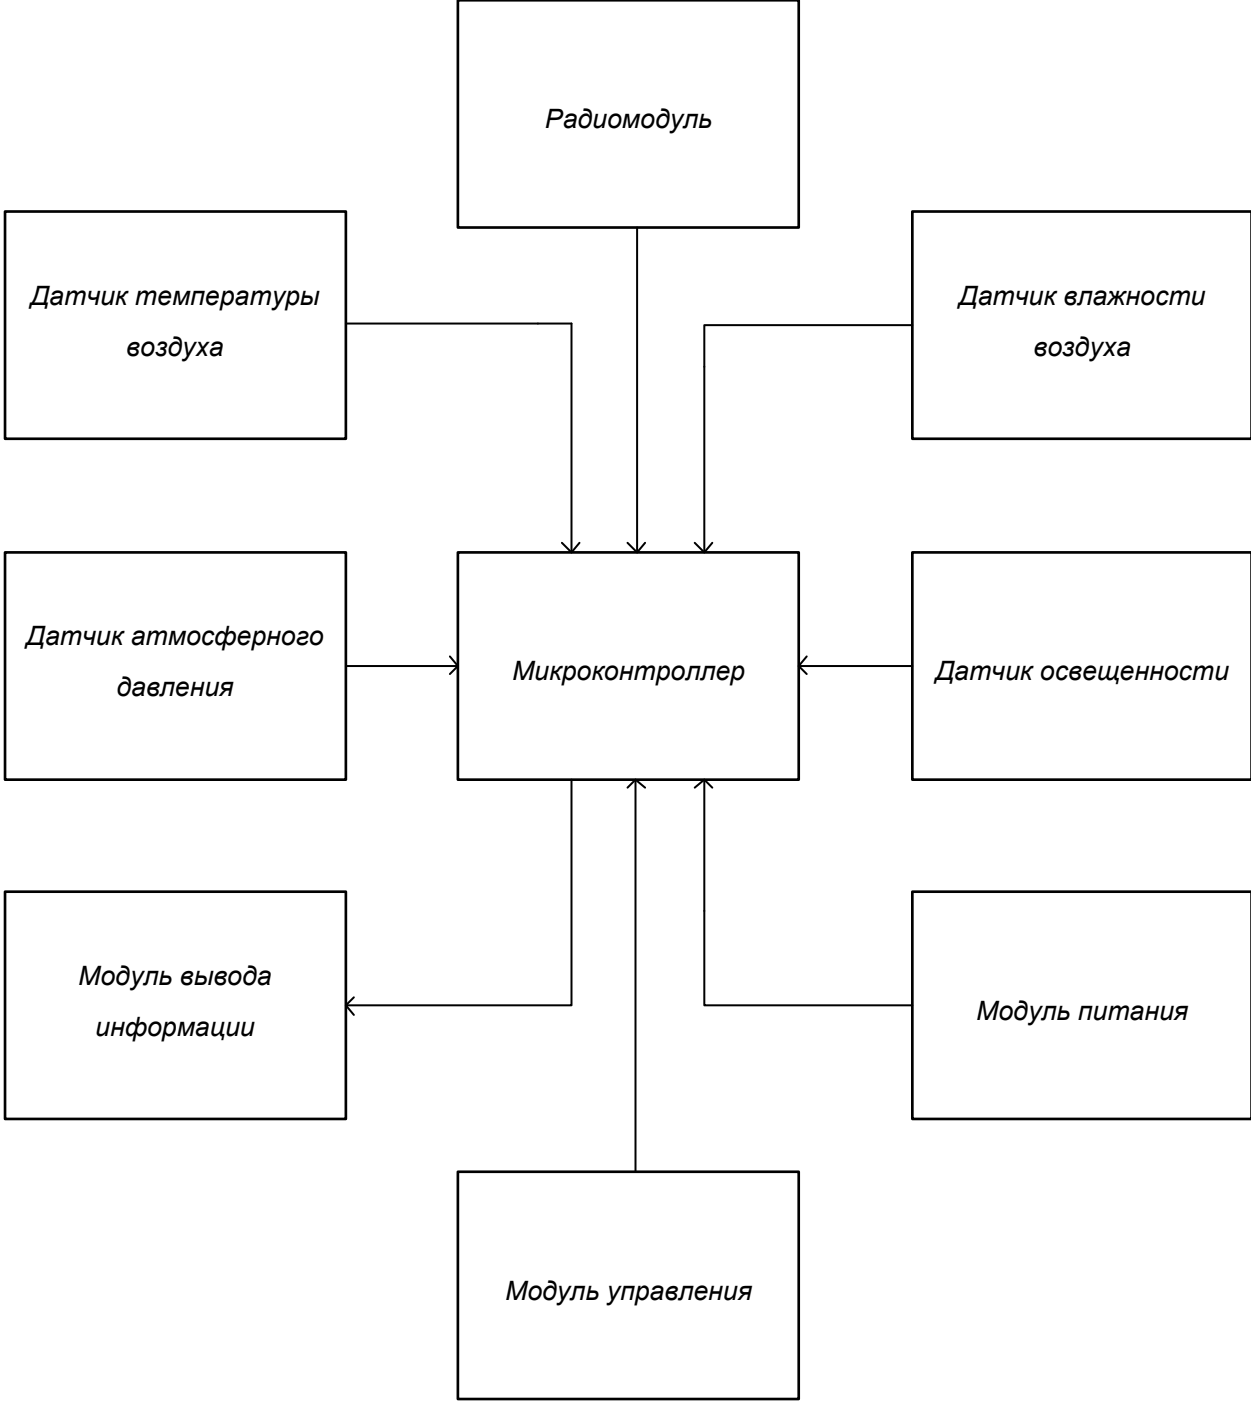 Радиомодуль
Датчик температуры
воздуха
Датчик влажности
воздуха
Датчик атмосферного
давления
Микроконтроллер
Датчик освещенности
Модуль вывода
информации
Модуль питания
Модуль управления